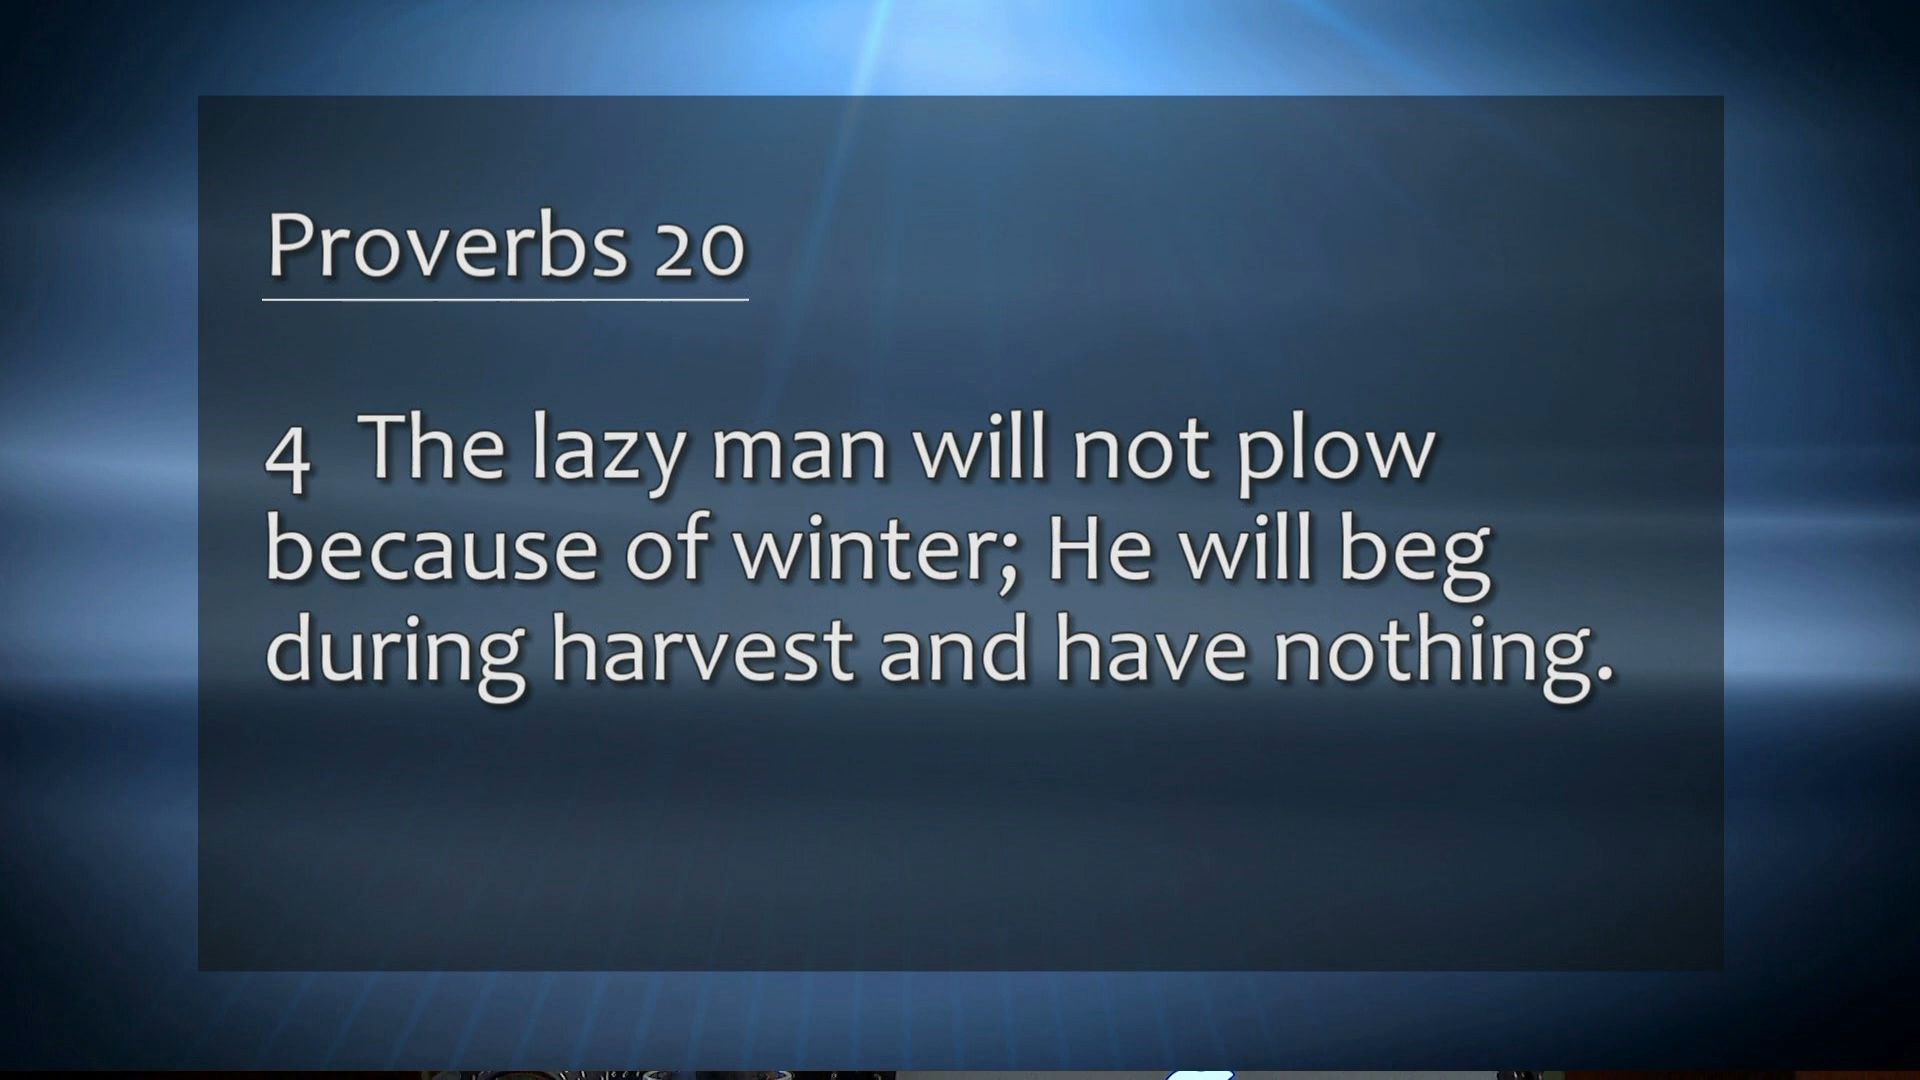 Proverbs 20
4 The lazy man will not plow
because of winter; He will beg
during harvest and have nothing.